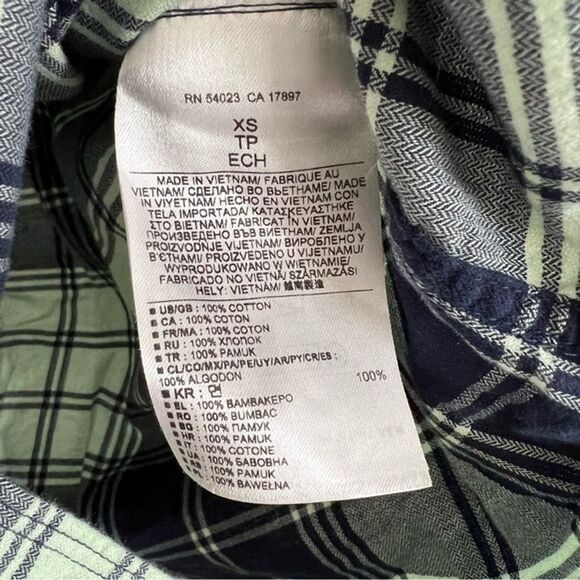 RN 54023 CA 17897
XS
TP
ECH
MADE IN VIETNAM/ FABRIQUE AU
VIETNAM/ СДЕЛАНО ВО ВЬЕТНАМЕ/ MADE
IN VIYETNAM/ HECHO EN VIETNAM CON
TELA IMPORTADA/ ΚΑΤΑΣΚΕΥΑΣΤΗΚΕ
ΣΤΟ ΒΙΕΤΝΑΜ/ FABRICAT IN VIETNAM/
ПРОИЗВЕДЕНО ВЪВ ВИЕТНАМ/ ZEMLJA
PROIZVODNJE VIJETNAM/ ВИРОБЛЕНО У
В'ЄТНАМІ/ PROIZVEDENO U VIJETNAMU/
WYPRODUKOWANO W WIETNAMIE/
FABRICADO NO VIETNÃ/ SZÁRMAZÁSI
HELY: VIETNAM/ 越南製造
■ US/GB : 100% COTTON
■ CA : 100% COTON
■ FR/MA : 100% COTON
■ RU : 100% ХЛОПОК
■ TR : 100% PAMUK
■ CL/CO/MX/PA/PE/UY/AR/PY/CR/ES :
100% ALGODON
■ KR : 면 100%
■ EL : 100% ΒΑΜΒΑΚΕΡΟ
■ RO : 100% BUMBAC
■ BG : 100% ПАМУК
■ HR : 100% PAMUK
■ IT : 100% COTONE
■ UA : 100% БАВОВНА
■ RS : 100% PAMUK
: 100% BAWEŁNA